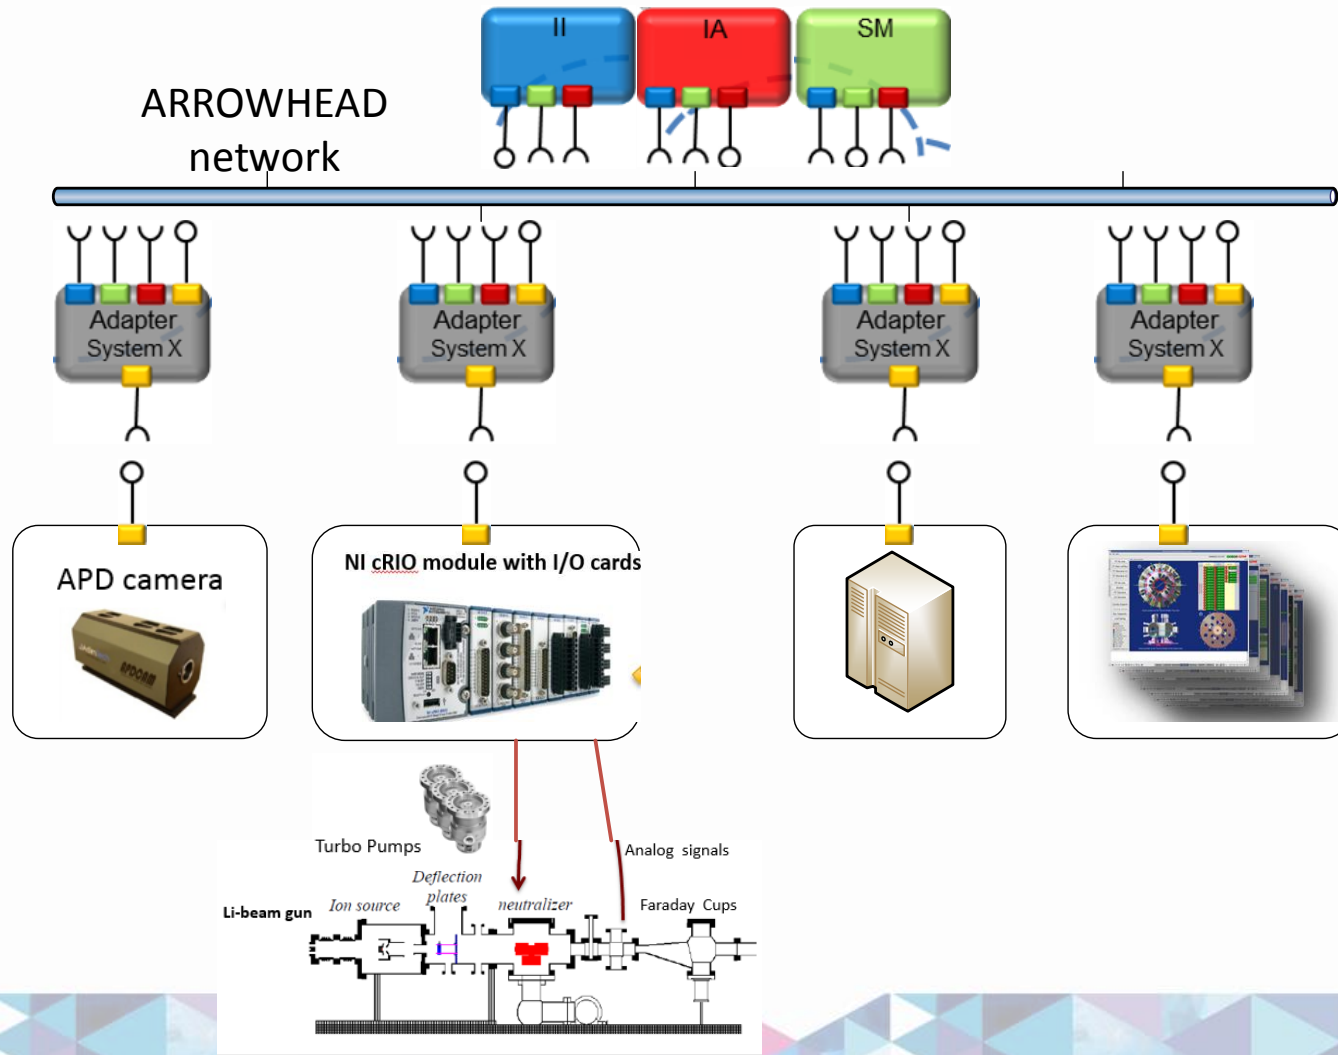 II
IA
SM
ARROWHEAD
network
Adapter
System X
Adapter
System X
Adapter
System X
Adapter
System X
APD camera
APDCAM
NI cRIO module with I/O cards
Turbo Pumps
Analog signals
Deflection
plates
Li-beam gun
Ion source
neutralizer
Faraday Cups